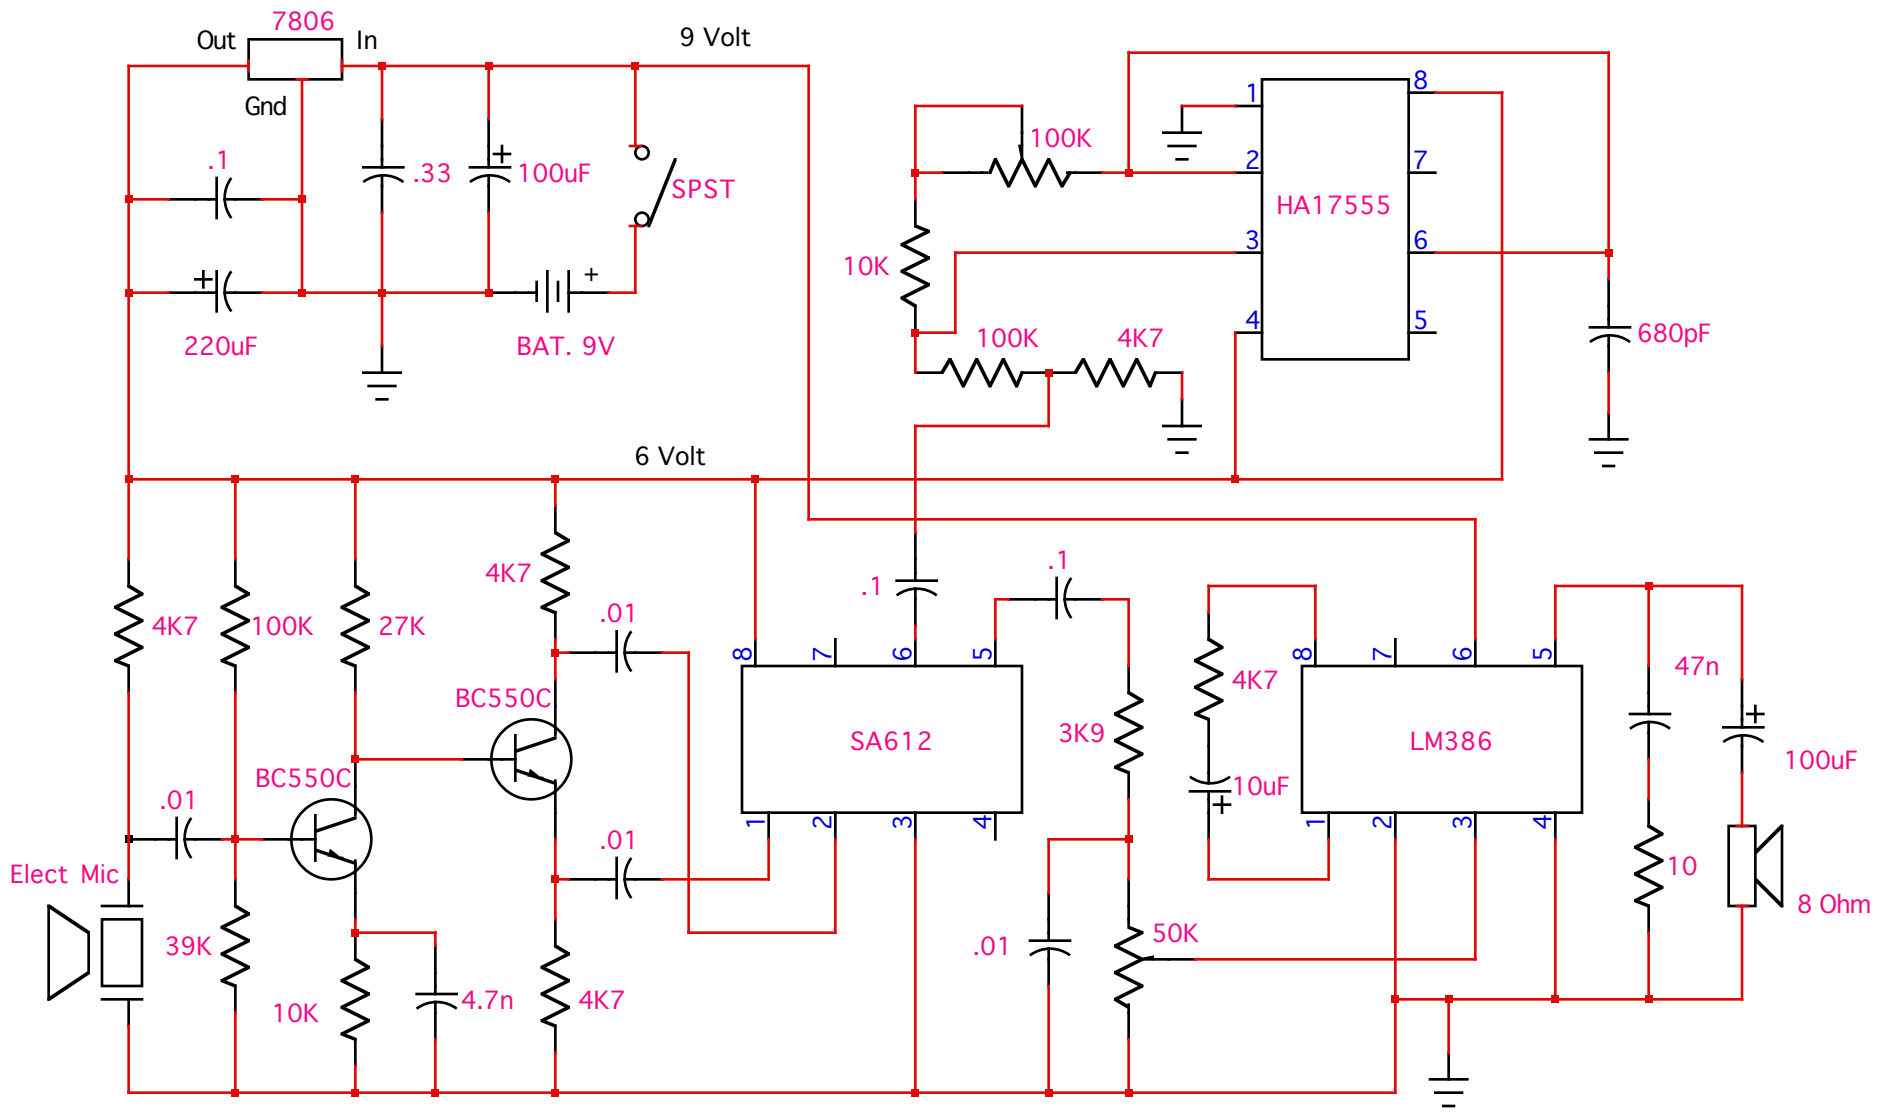 7806
Out
In
9 Volt
Gnd
.1
.33
+
100uF
SPST
+
220uF
+
BAT. 9V
1
8
100K
2
7
HA17555
10K
3
6
100K
4K7
4
5
680pF
6 Volt
4K7
100K
27K
4K7
.01
.1
.1
8
7
6
5
8
7
6
5
BC550C
SA612
3K9
4K7
10uF
+
LM386
47n
+
100uF
BC550C
.01
1
2
3
4
1
2
3
4
.01
Elect Mic
39K
10K
4.7n
4K7
.01
50K
10
8 Ohm